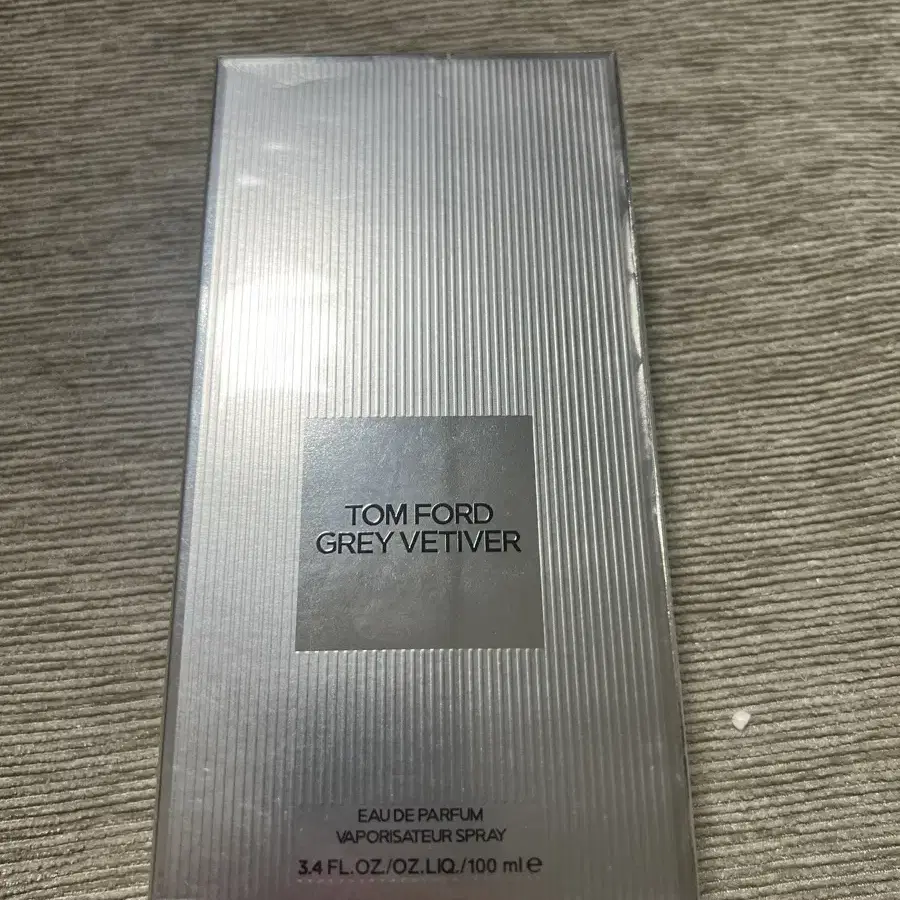 TOM FORD
GREY VETIVER
EAU DE PARFUM
VAPORISATEUR SPRAY
3.4 FL.OZ./OZ.LIQ./100 ml ℮